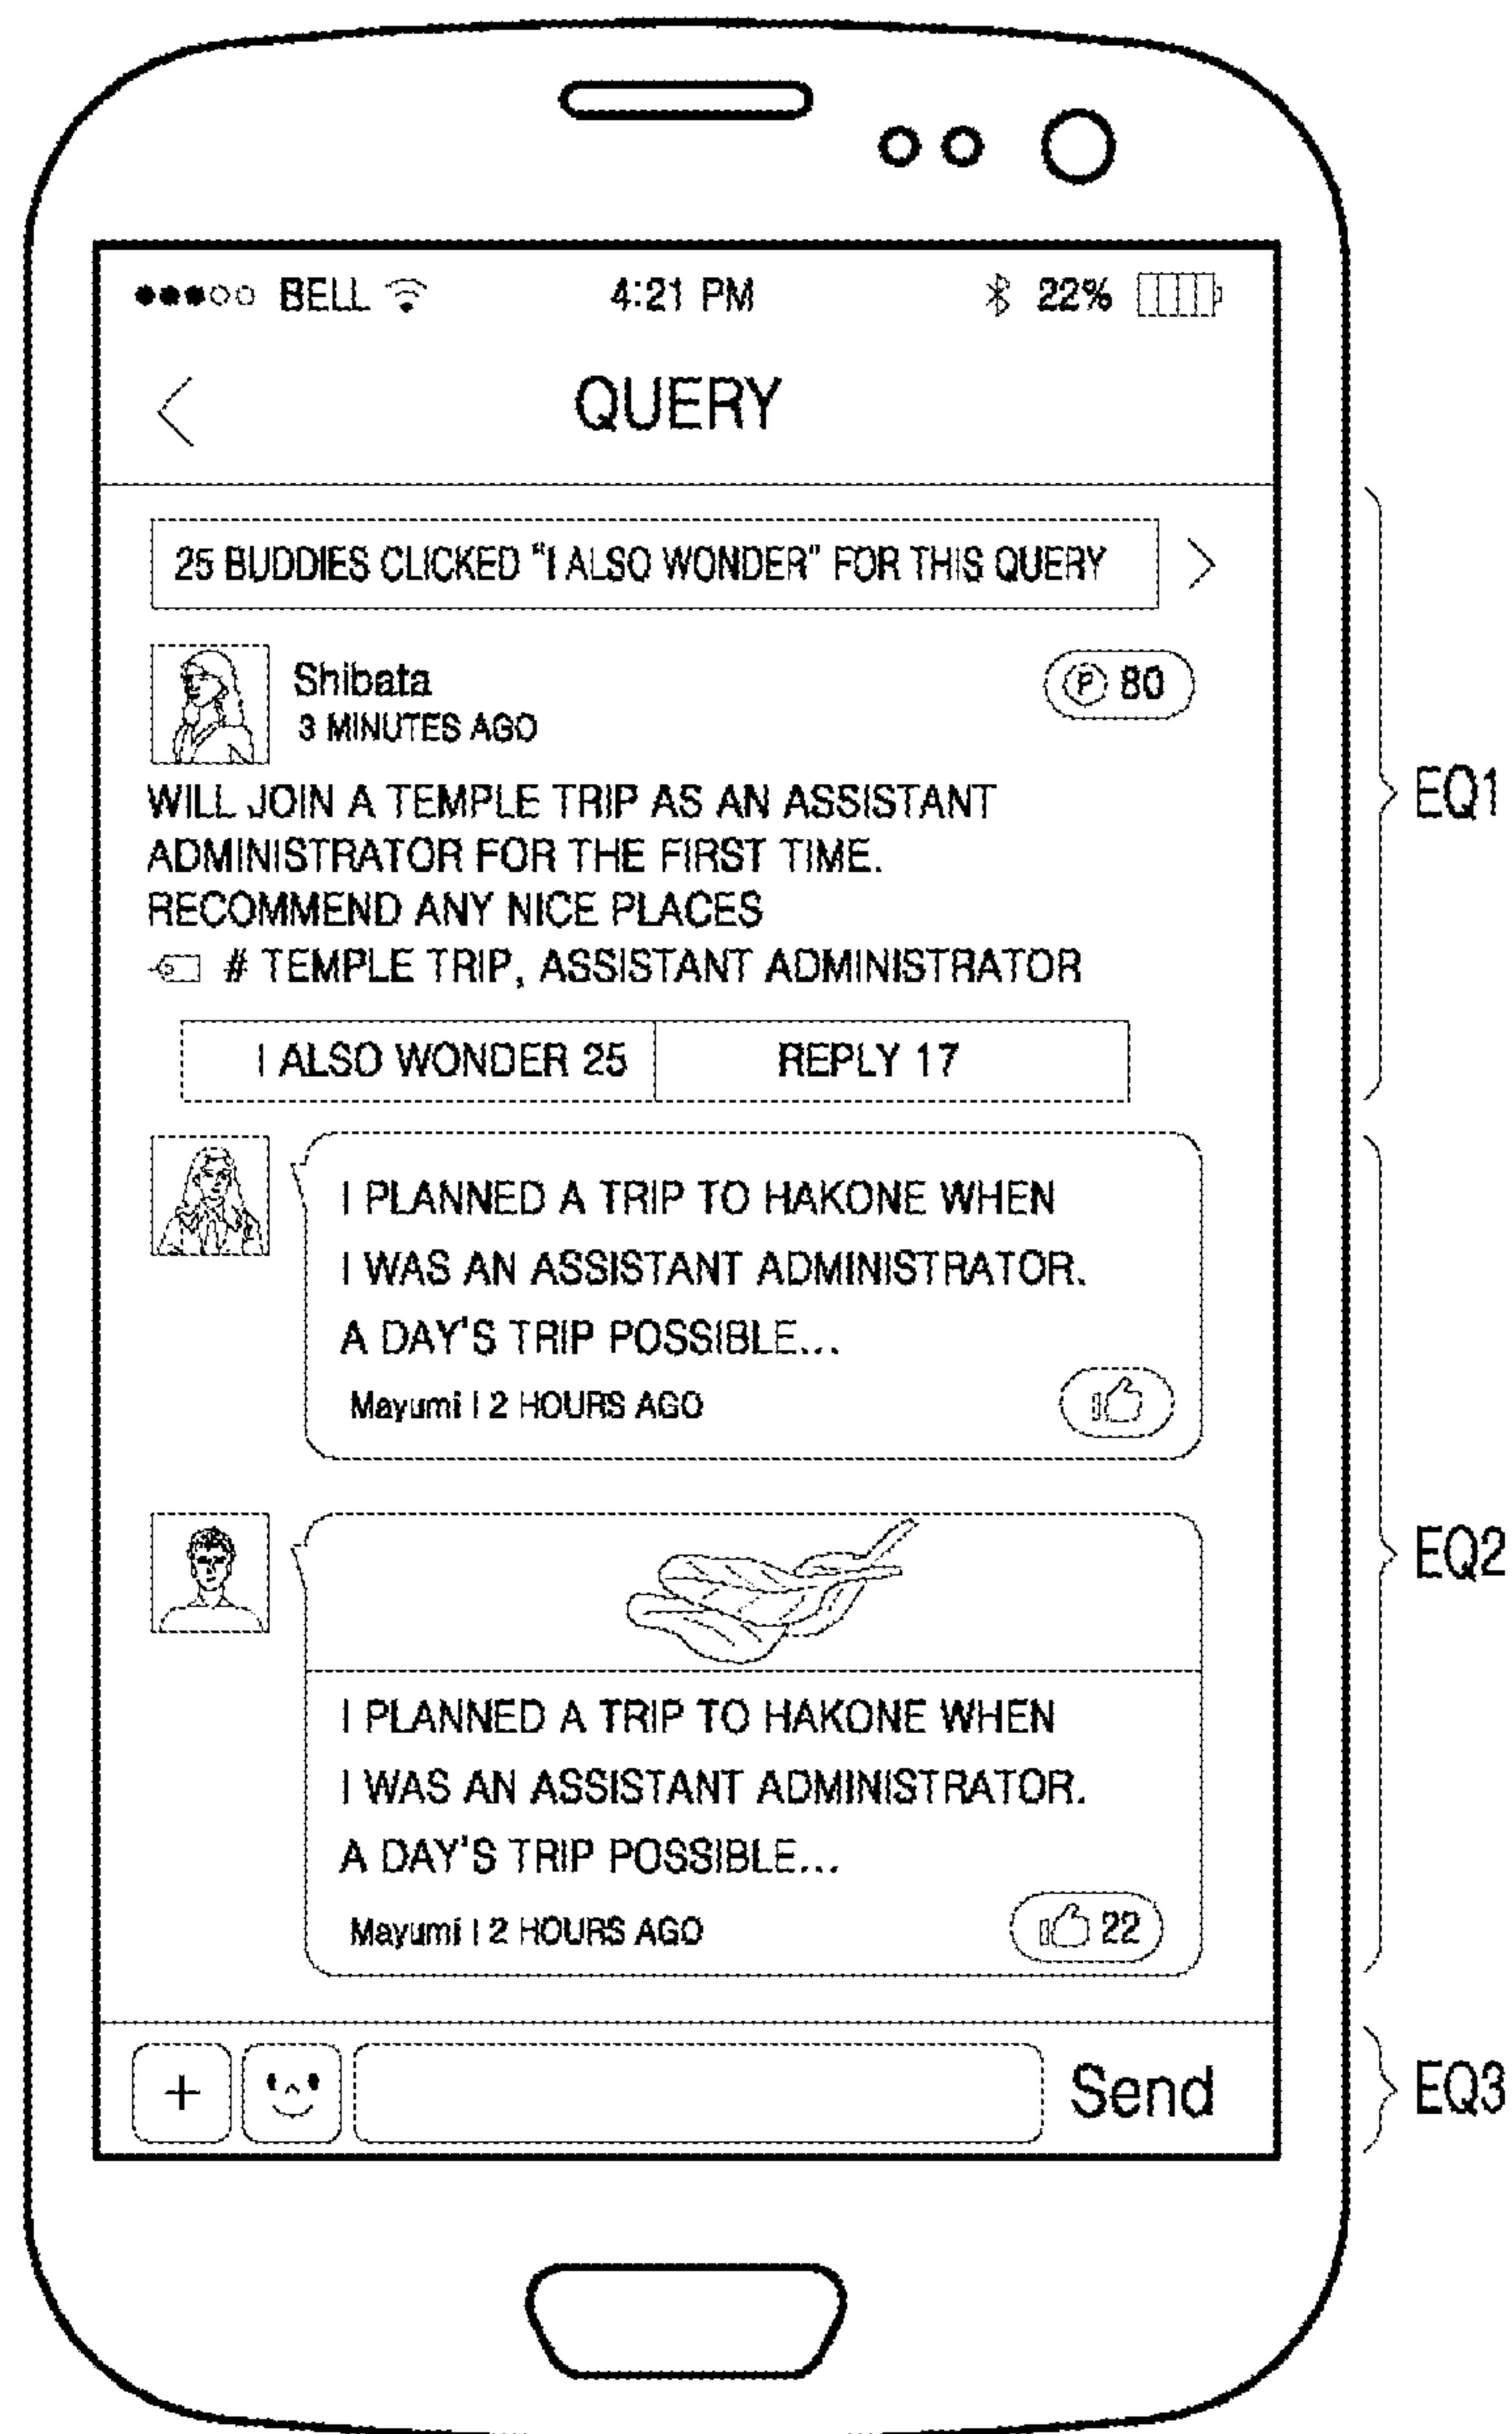 BELL 4:21 PM 22%
QUERY
25 BUDDIES CLICKED "I ALSO WONDER" FOR THIS QUERY
Shibata
P 80
3 MINUTES AGO
WILL JOIN A TEMPLE TRIP AS AN ASSISTANT
ADMINISTRATOR FOR THE FIRST TIME.
RECOMMEND ANY NICE PLACES
# TEMPLE TRIP, ASSISTANT ADMINISTRATOR
I ALSO WONDER 25 REPLY 17
EQ1
I PLANNED A TRIP TO HAKONE WHEN
I WAS AN ASSISTANT ADMINISTRATOR.
A DAY'S TRIP POSSIBLE...
Mayumi | 2 HOURS AGO
I PLANNED A TRIP TO HAKONE WHEN
I WAS AN ASSISTANT ADMINISTRATOR.
A DAY'S TRIP POSSIBLE...
Mayumi | 2 HOURS AGO 22
EQ2
+ Send
EQ3